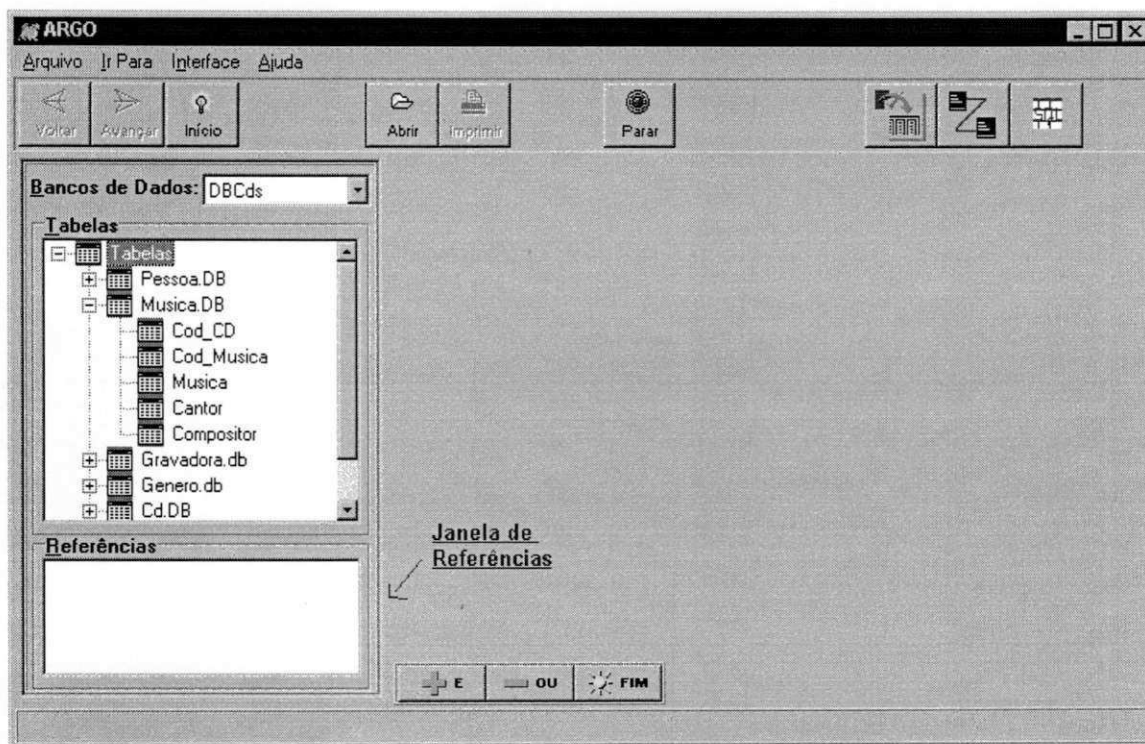 ARGO
Arquivo Ir Para Interface Ajuda
Voltar Avançar Início Abrir Imprimir Parar SQL
Bancos de Dados: DBCds
Tabelas
Tabelas
Pessoa.DB
Musica.DB
Cod_CD
Cod_Musica
Musica
Cantor
Compositor
Gravadora.db
Genero.db
Cd.DB
Referências
Janela de
Referências
E OU FIM